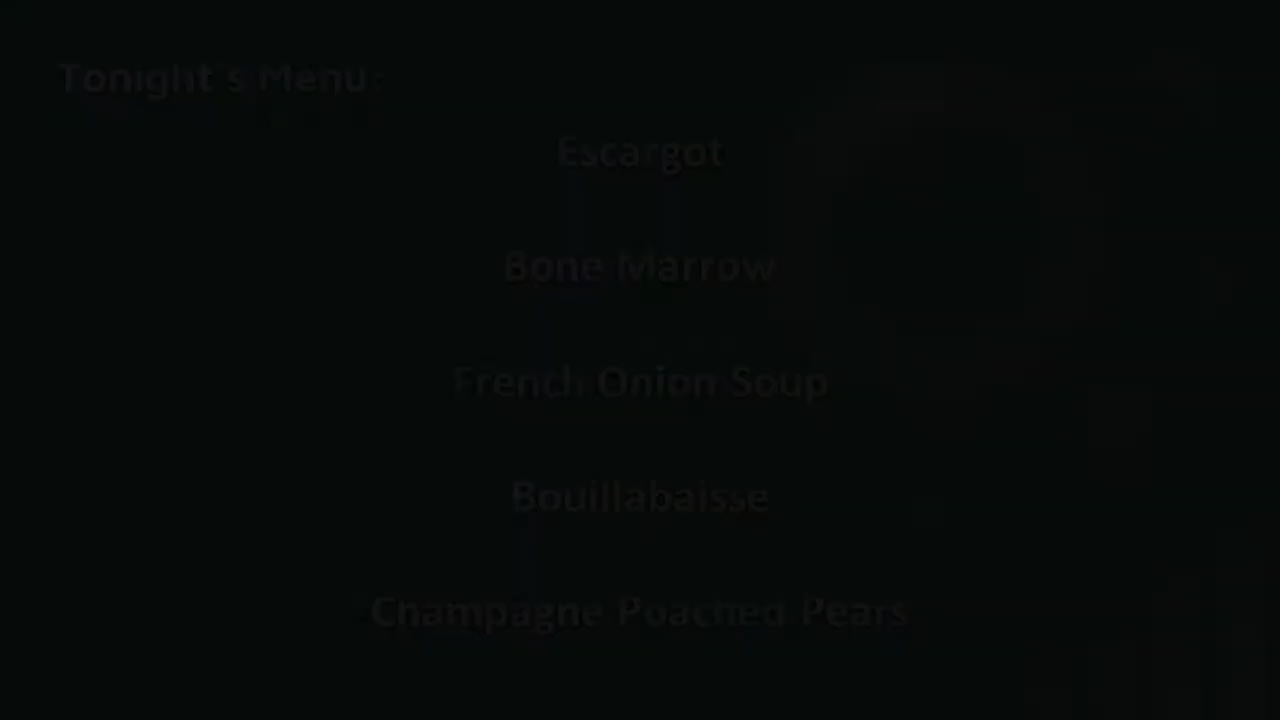 Tonight's Menu:
Escargot
Bone Marrow
French Onion Soup
Bouillabaisse
Champagne Poached Pears